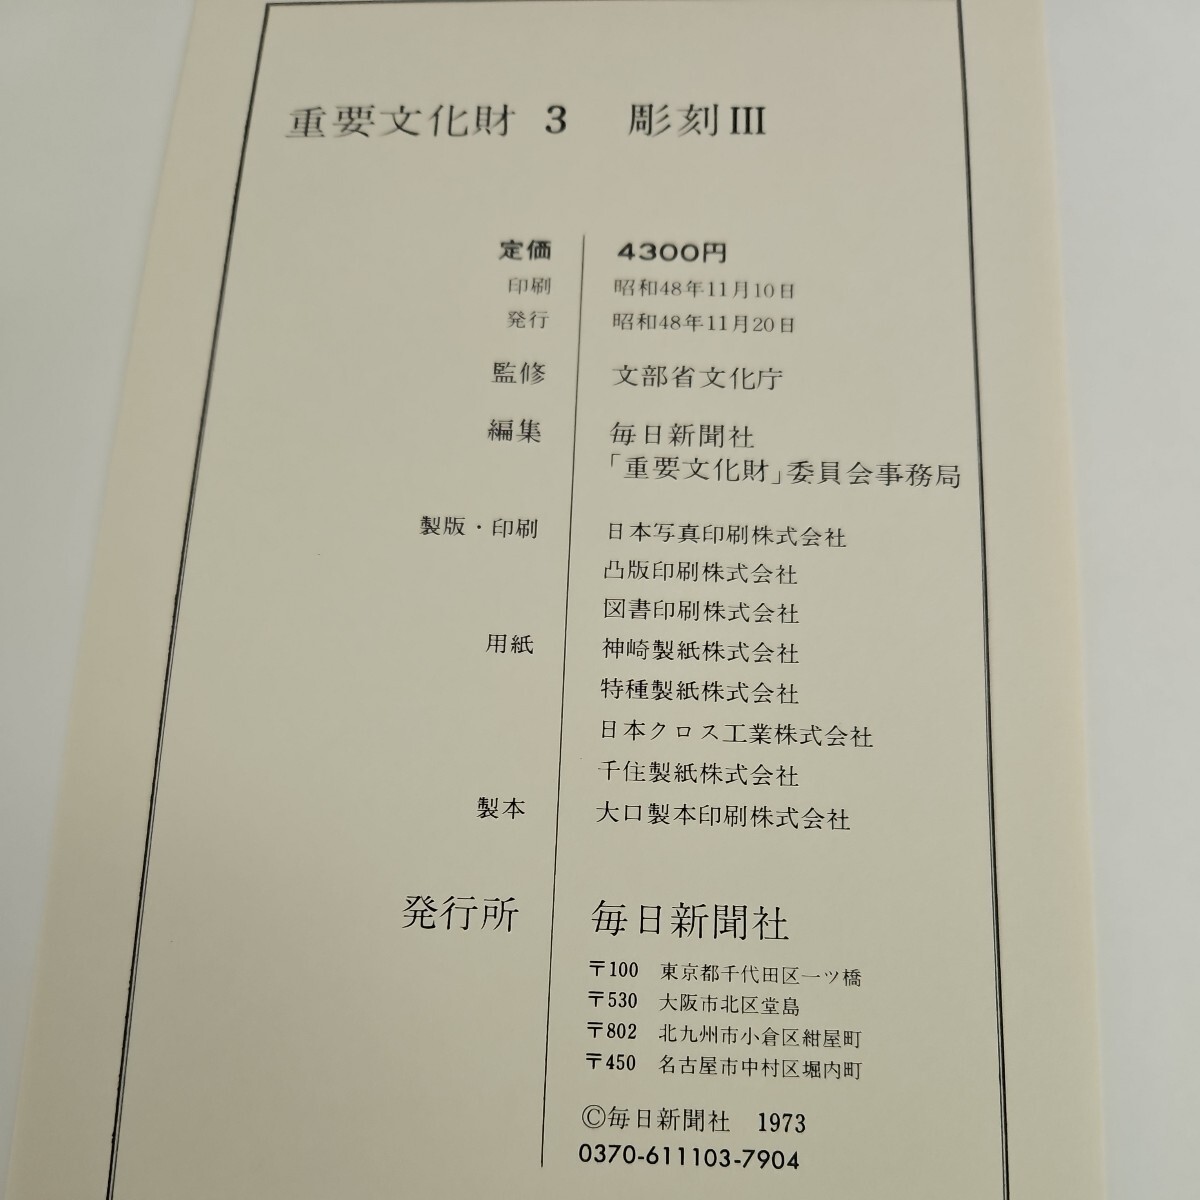 重要文化財 3 彫刻III
定価 4300円
印刷 昭和48年11月10日
発行 昭和48年11月20日
監修 文部省文化庁
編集 毎日新聞社
「重要文化財」委員会事務局
製版・印刷 日本写真印刷株式会社
凸版印刷株式会社
図書印刷株式会社
用紙 神崎製紙株式会社
特種製紙株式会社
日本クロス工業株式会社
千住製紙株式会社
製本 大口製本印刷株式会社
発行所 毎日新聞社
〒100 東京都千代田区一ツ橋
〒530 大阪市北区堂島
〒802 北九州市小倉区紺屋町
〒450 名古屋市中村区堀内町
©毎日新聞社 1973
0370-611103-7904